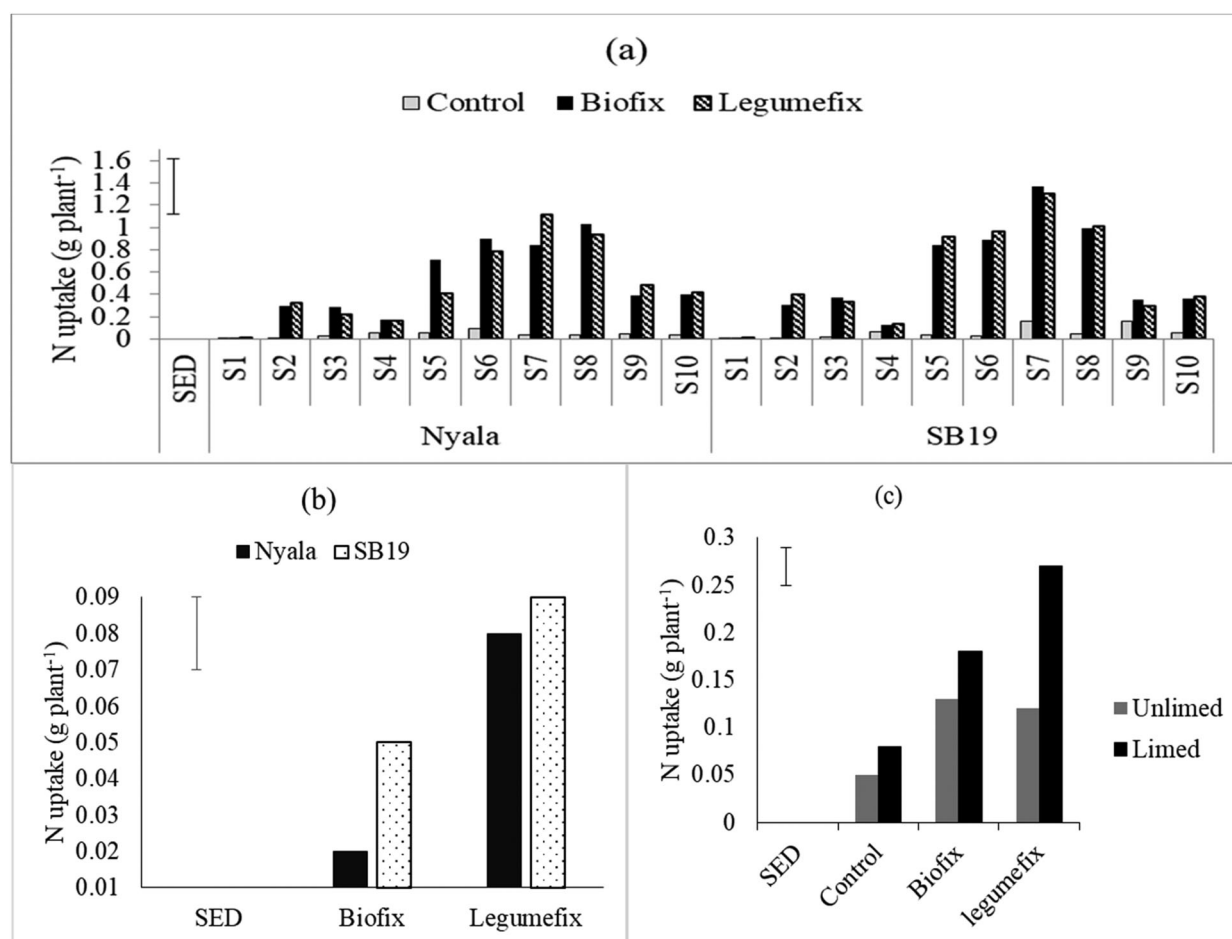 (a)
Control Biofix Legumefix
N uptake (g plant-1)
1.6
1.4
1.2
1
0.8
0.6
0.4
0.2
0
SED S1 S2 S3 S4 S5 S6 S7 S8 S9 S10 S1 S2 S3 S4 S5 S6 S7 S8 S9 S10
Nyala SB19
(b)
Nyala SB19
N uptake (g plant-1)
0.09
0.08
0.07
0.06
0.05
0.04
0.03
0.02
0.01
SED Biofix Legumefix
(c)
N uptake (g plant-1)
0.3
0.25
0.2
0.15
0.1
0.05
0
SED Control Biofix legumefix
Unlimed
Limed